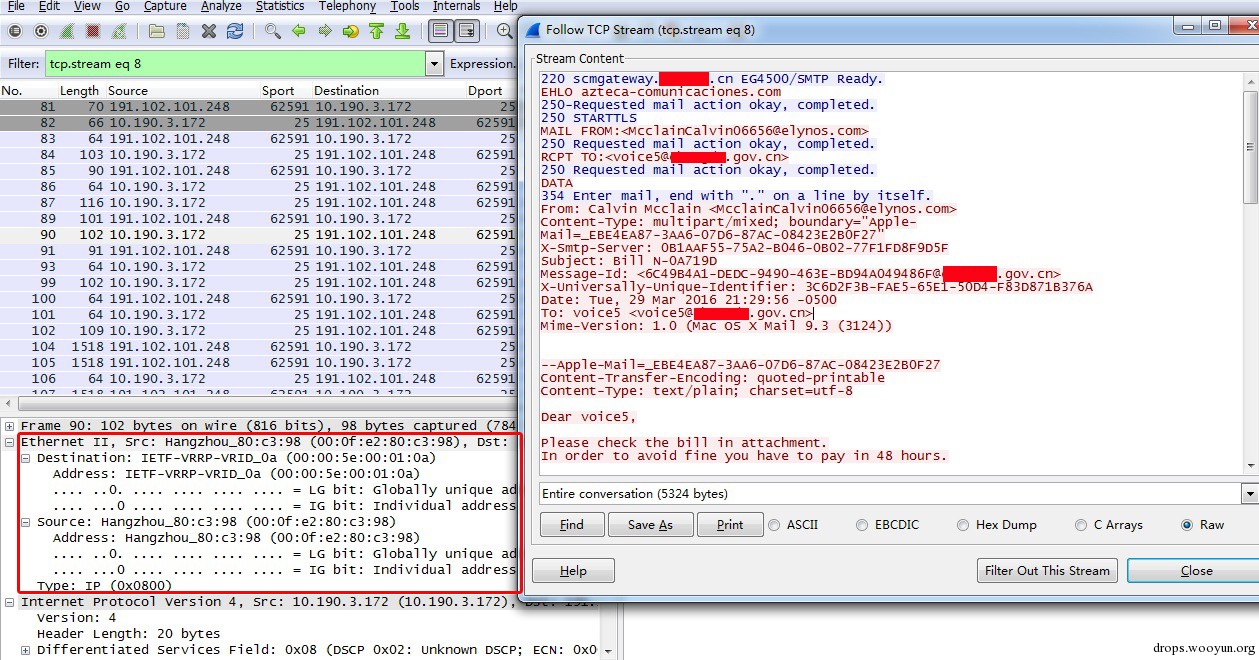 File Edit View Go Capture Analyze Statistics Telephony Tools Internals Help
Filter: tcp.stream eq 8 Expression.
No. Length Source Sport Destination Dport
81 70 191.102.101.248 62591 10.190.3.172 25
82 66 10.190.3.172 25 191.102.101.248 62591
83 64 191.102.101.248 62591 10.190.3.172 25
84 103 10.190.3.172 25 191.102.101.248 62591
85 90 191.102.101.248 62591 10.190.3.172 25
86 64 10.190.3.172 25 191.102.101.248 62591
87 116 10.190.3.172 25 191.102.101.248 62591
89 101 191.102.101.248 62591 10.190.3.172 25
90 102 10.190.3.172 25 191.102.101.248 62591
91 91 191.102.101.248 62591 10.190.3.172 25
93 64 10.190.3.172 25 191.102.101.248 62591
99 102 10.190.3.172 25 191.102.101.248 62591
100 64 191.102.101.248 62591 10.190.3.172 25
101 64 10.190.3.172 25 191.102.101.248 62591
102 109 10.190.3.172 25 191.102.101.248 62591
104 1518 191.102.101.248 62591 10.190.3.172 25
105 1518 191.102.101.248 62591 10.190.3.172 25
106 64 10.190.3.172 25 191.102.101.248 62591
107 1518 191.102.101.248 62591 10.190.3.172 25
Frame 90: 102 bytes on wire (816 bits), 98 bytes captured (784
Ethernet II, Src: Hangzhou_80:c3:98 (00:0f:e2:80:c3:98), Dst:
Destination: IETF-VRRP-VRID_0a (00:00:5e:00:01:0a)
Address: IETF-VRRP-VRID_0a (00:00:5e:00:01:0a)
.... ..0. .... .... .... .... = LG bit: Globally unique ad
.... ...0 .... .... .... .... = IG bit: Individual address
Source: Hangzhou_80:c3:98 (00:0f:e2:80:c3:98)
Address: Hangzhou_80:c3:98 (00:0f:e2:80:c3:98)
.... ..0. .... .... .... .... = LG bit: Globally unique ad
.... ...0 .... .... .... .... = IG bit: Individual address
Type: IP (0x0800)
Internet Protocol Version 4, Src: 10.190.3.172 (10.190.3.172), Dst: 191.
Version: 4
Header Length: 20 bytes
Differentiated Services Field: 0x08 (DSCP 0x02: Unknown DSCP; ECN: 0x0
Follow TCP Stream (tcp.stream eq 8)
Stream Content
220 scmgateway. .cn EG4500/SMTP Ready.
EHLO azteca-comunicaciones.com
250-Requested mail action okay, completed.
250 STARTTLS
MAIL FROM:<McclainCalvin06656@elynos.com>
250 Requested mail action okay, completed.
RCPT TO:<voice5@ .gov.cn>
250 Requested mail action okay, completed.
DATA
354 Enter mail, end with "." on a line by itself.
From: Calvin Mcclain <McclainCalvin06656@elynos.com>
Content-Type: multipart/mixed; boundary="Apple-
Mail=_EBE4EA87-3AA6-07D6-87AC-08423E2B0F27"
X-Smtp-Server: 0B1AAF55-75A2-B046-0B02-77F1FD8F9D5F
Subject: Bill N-0A719D
Message-Id: <6C49B4A1-DEDC-9490-463E-BD94A049486F@ .gov.cn>
X-Universally-Unique-Identifier: 3C6D2F3B-FAE5-65E1-50D4-F83D871B376A
Date: Tue, 29 Mar 2016 21:29:56 -0500
To: voice5 <voice5@ .gov.cn>
Mime-Version: 1.0 (Mac OS X Mail 9.3 (3124))
--Apple-Mail=_EBE4EA87-3AA6-07D6-87AC-08423E2B0F27
Content-Transfer-Encoding: quoted-printable
Content-Type: text/plain; charset=utf-8
Dear voice5,
Please check the bill in attachment.
In order to avoid fine you have to pay in 48 hours.
Entire conversation (5324 bytes)
Find Save As Print ASCII EBCDIC Hex Dump C Arrays Raw
Help Filter Out This Stream Close
drops.wooyun.org